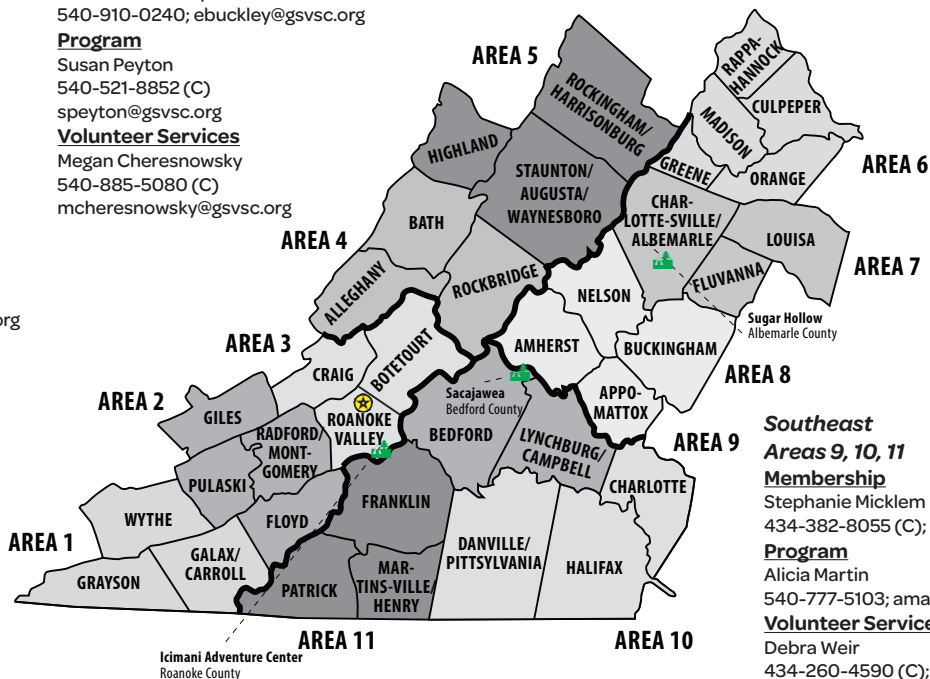 540-910-0240; ebuckley@gsvsc.org
Program
Susan Peyton
540-521-8852 (C)
speyton@gsvsc.org
Volunteer Services
Megan Cheresnowsky
540-885-5080 (C)
mcheresnowsky@gsvsc.org
org
AREA 5
ROCKINGHAM/
HARRISONBURG
HIGHLAND
STAUNTON/
AUGUSTA/
WAYNESBORO
RAPPA-
HANNOCK
CULPEPER
MADISON
GREENE
ORANGE
AREA 6
AREA 4
BATH
ALLEGHANY
ROCKBRIDGE
CHAR-
LOTTE-SVILLE/
ALBEMARLE
LOUISA
FLUVANNA
AREA 7
NELSON
Sugar Hollow
Albemarle County
AREA 3
CRAIG
BOTETOURT
AMHERST
BUCKINGHAM
AREA 8
APPO-
MATTOX
AREA 2
GILES
ROANOKE
VALLEY
RADFORD/
MONT-
GOMERY
PULASKI
FLOYD
Sacajawea
Bedford County
BEDFORD
LYNCHBURG/
CAMPBELL
AREA 9
CHARLOTTE
AREA 1
WYTHE
GRAYSON
GALAX/
CARROLL
FRANKLIN
PATRICK
MAR-
TINS-VILLE/
HENRY
DANVILLE/
PITTSYLVANIA
HALIFAX
AREA 11
AREA 10
Icimani Adventure Center
Roanoke County
Southeast
Areas 9, 10, 11
Membership
Stephanie Micklem
434-382-8055 (C);
Program
Alicia Martin
540-777-5103; ama
Volunteer Service
Debra Weir
434-260-4590 (C);